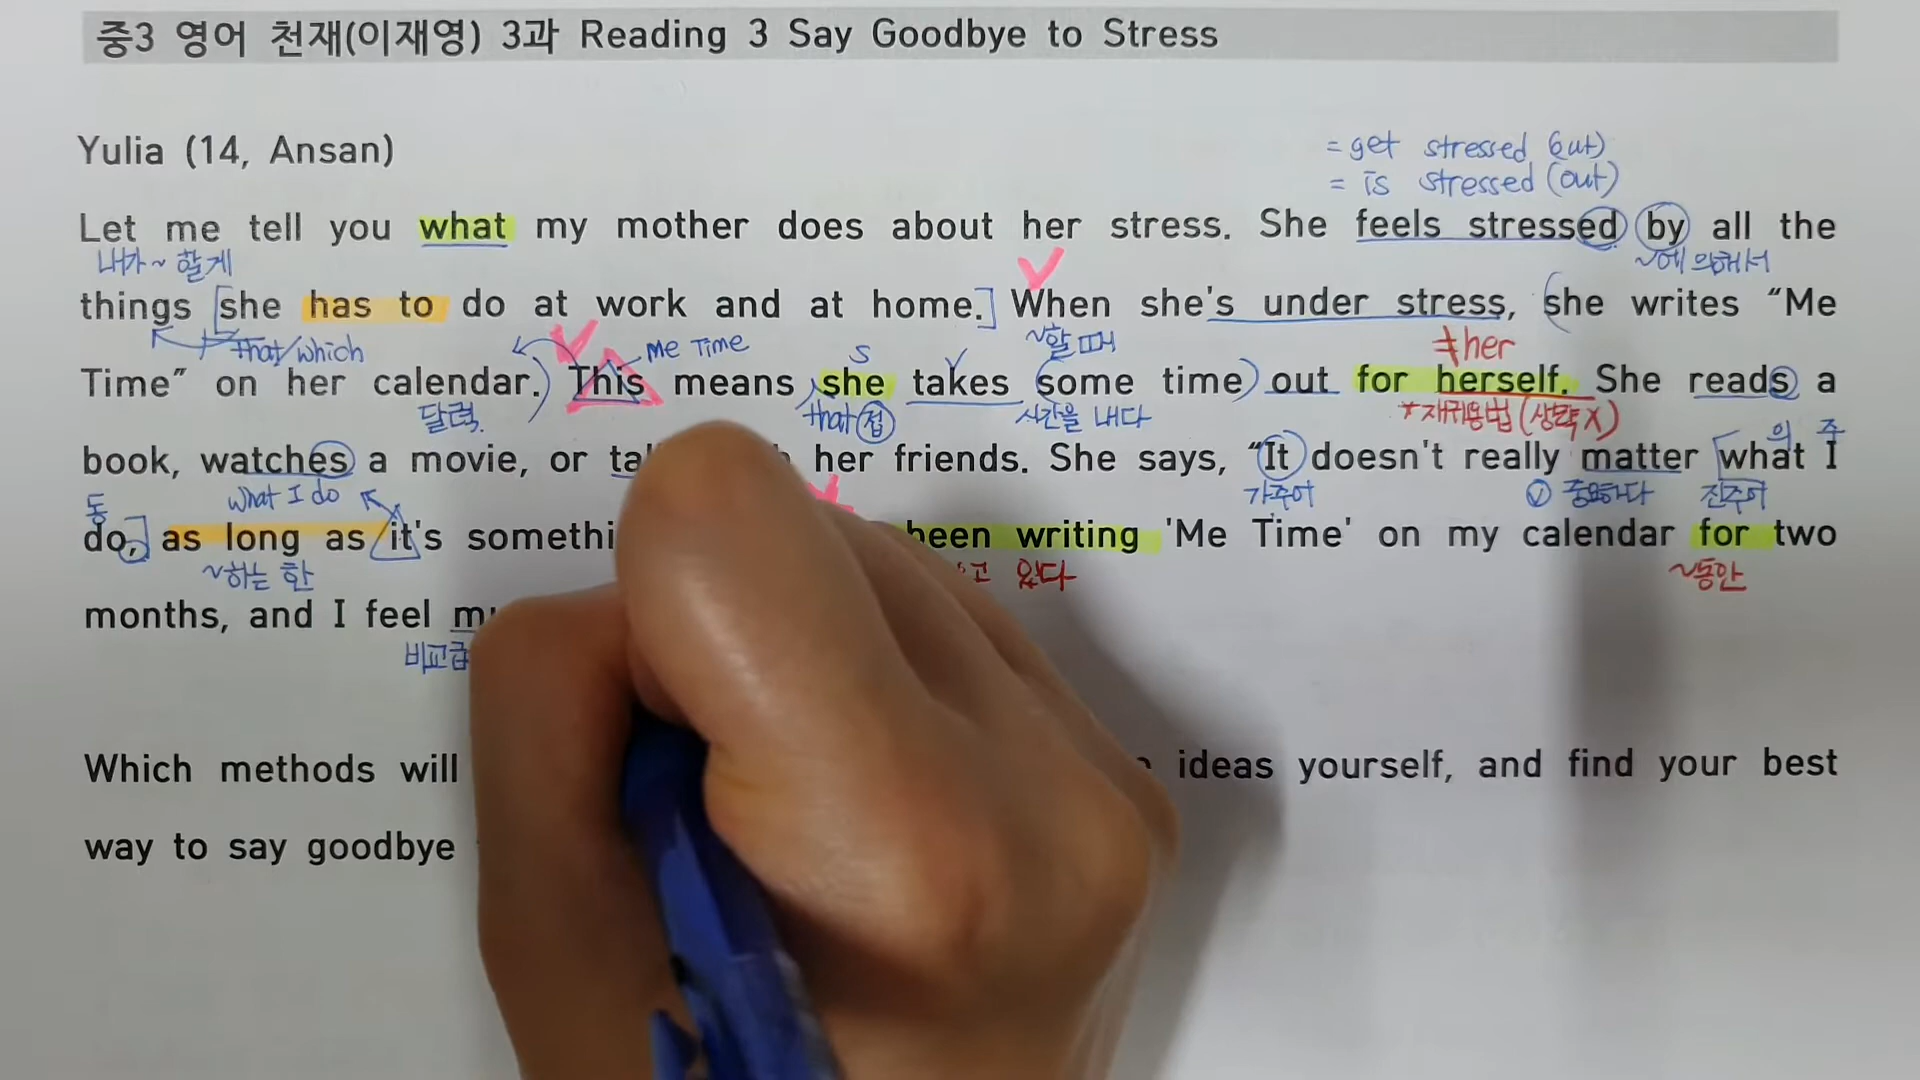 중3 영어 천재(이재영) 3과 Reading 3 Say Goodbye to Stress
Yulia (14, Ansan)
= get stressed (out)
= is stressed (out)
Let me tell you what my mother does about her stress. She feels stressed by all the
내가~ 할게 ~에 의해서
things [she has to do at work and at home.] When she's under stress, (she writes “Me
that/which Me Time S V ~할 때 ≠her
Time” on her calendar.) This means she takes (some time) out for herself. She reads a
달력. that 접 시간을 내다 *재귀용법 (생략X)
의 주
book, watches a movie, or her friends. She says, “It doesn't really matter [what I
동 what I do 가주어 ⓥ 중요하다 진주어
do,] as long as it's been writing 'Me Time' on my calendar for two
~하는 한 고 있다 ~동안
months, and I feel
비교급
Which methods will ideas yourself, and find your best
way to say goodbye